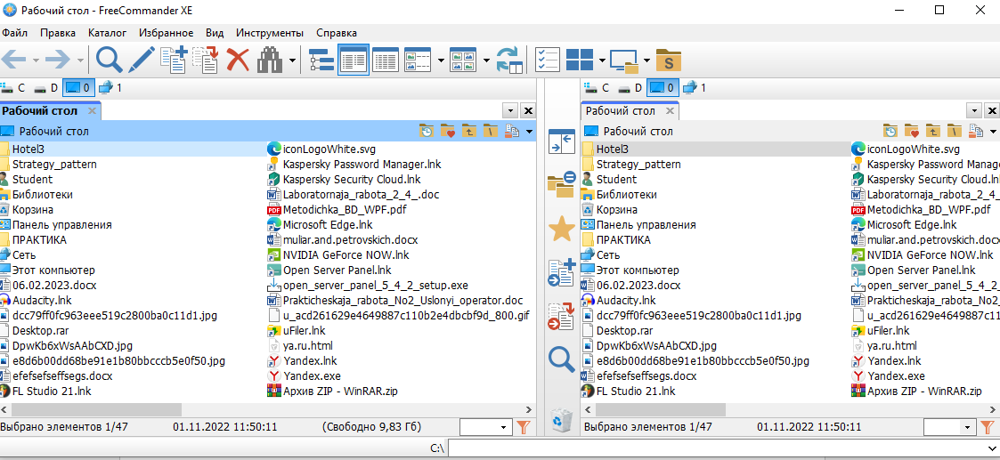 Рабочий стол - FreeCommander XE
Файл Правка Каталог Избранное Вид Инструменты Справка
S
C D 0 1
C D 0 1
Рабочий стол
Рабочий стол
Рабочий стол
Рабочий стол
Hotel3
Strategy_pattern
Student
Библиотеки
Корзина
Панель управления
ПРАКТИКА
Сеть
Этот компьютер
06.02.2023.docx
Audacity.lnk
dcc79ff0fc963eee519c2800ba0c11d1.jpg
Desktop.rar
DpwKb6xWsAAbCXD.jpg
e8d6b00dd68be91e1b80bbcccb5e0f50.jpg
efefsefseffsegs.docx
FL Studio 21.lnk
iconLogoWhite.svg
Kaspersky Password Manager.lnk
Kaspersky Security Cloud.lnk
Laboratornaja_rabota_2_4_.doc
Metodichka_BD_WPF.pdf
Microsoft Edge.lnk
muliar.and.petrovskich.docx
NVIDIA GeForce NOW.lnk
Open Server Panel.lnk
open_server_panel_5_4_2_setup.exe
Prakticheskaja_rabota_No2_Uslonyi_operator.doc
u_acd261629e4649887c110b2e4dbcbf9d_800.gif
uFiler.lnk
ya.ru.html
Yandex.lnk
Yandex.exe
Архив ZIP - WinRAR.zip
Hotel3
Strategy_pattern
Student
Библиотеки
Корзина
Панель управления
ПРАКТИКА
Сеть
Этот компьютер
06.02.2023.docx
Audacity.lnk
dcc79ff0fc963eee519c2800ba0c11d1.jpg
Desktop.rar
DpwKb6xWsAAbCXD.jpg
e8d6b00dd68be91e1b80bbcccb5e0f50.jpg
efefsefseffsegs.docx
FL Studio 21.lnk
iconLogoWhite.svg
Kaspersky Password Manag
Kaspersky Security Cloud.lnk
Laboratornaja_rabota_2_4_
Metodichka_BD_WPF.pdf
Microsoft Edge.lnk
muliar.and.petrovskich.docx
NVIDIA GeForce NOW.lnk
Open Server Panel.lnk
open_server_panel_5_4_2_
Prakticheskaja_rabota_No2
u_acd261629e4649887c11
uFiler.lnk
ya.ru.html
Yandex.lnk
Yandex.exe
Архив ZIP - WinRAR.zip
Выбрано элементов 1/47 01.11.2022 11:50:11 (Свободно 9,83 Гб)
Выбрано элементов 1/47 01.11.2022 11:50:11
C:\